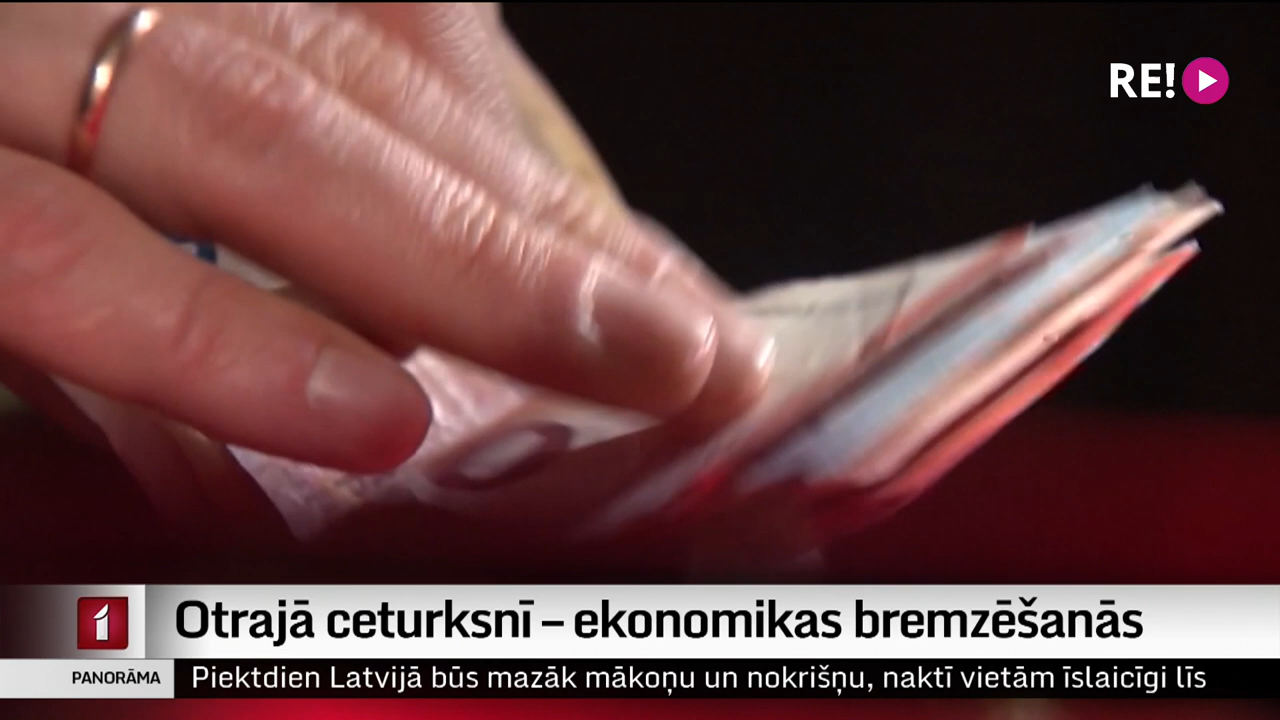 RE!
1
Otrajā ceturksnī – ekonomikas bremzēšanās
PANORĀMA
Piektdien Latvijā būs mazāk mākoņu un nokrišņu, naktī vietām īslaicīgi līs